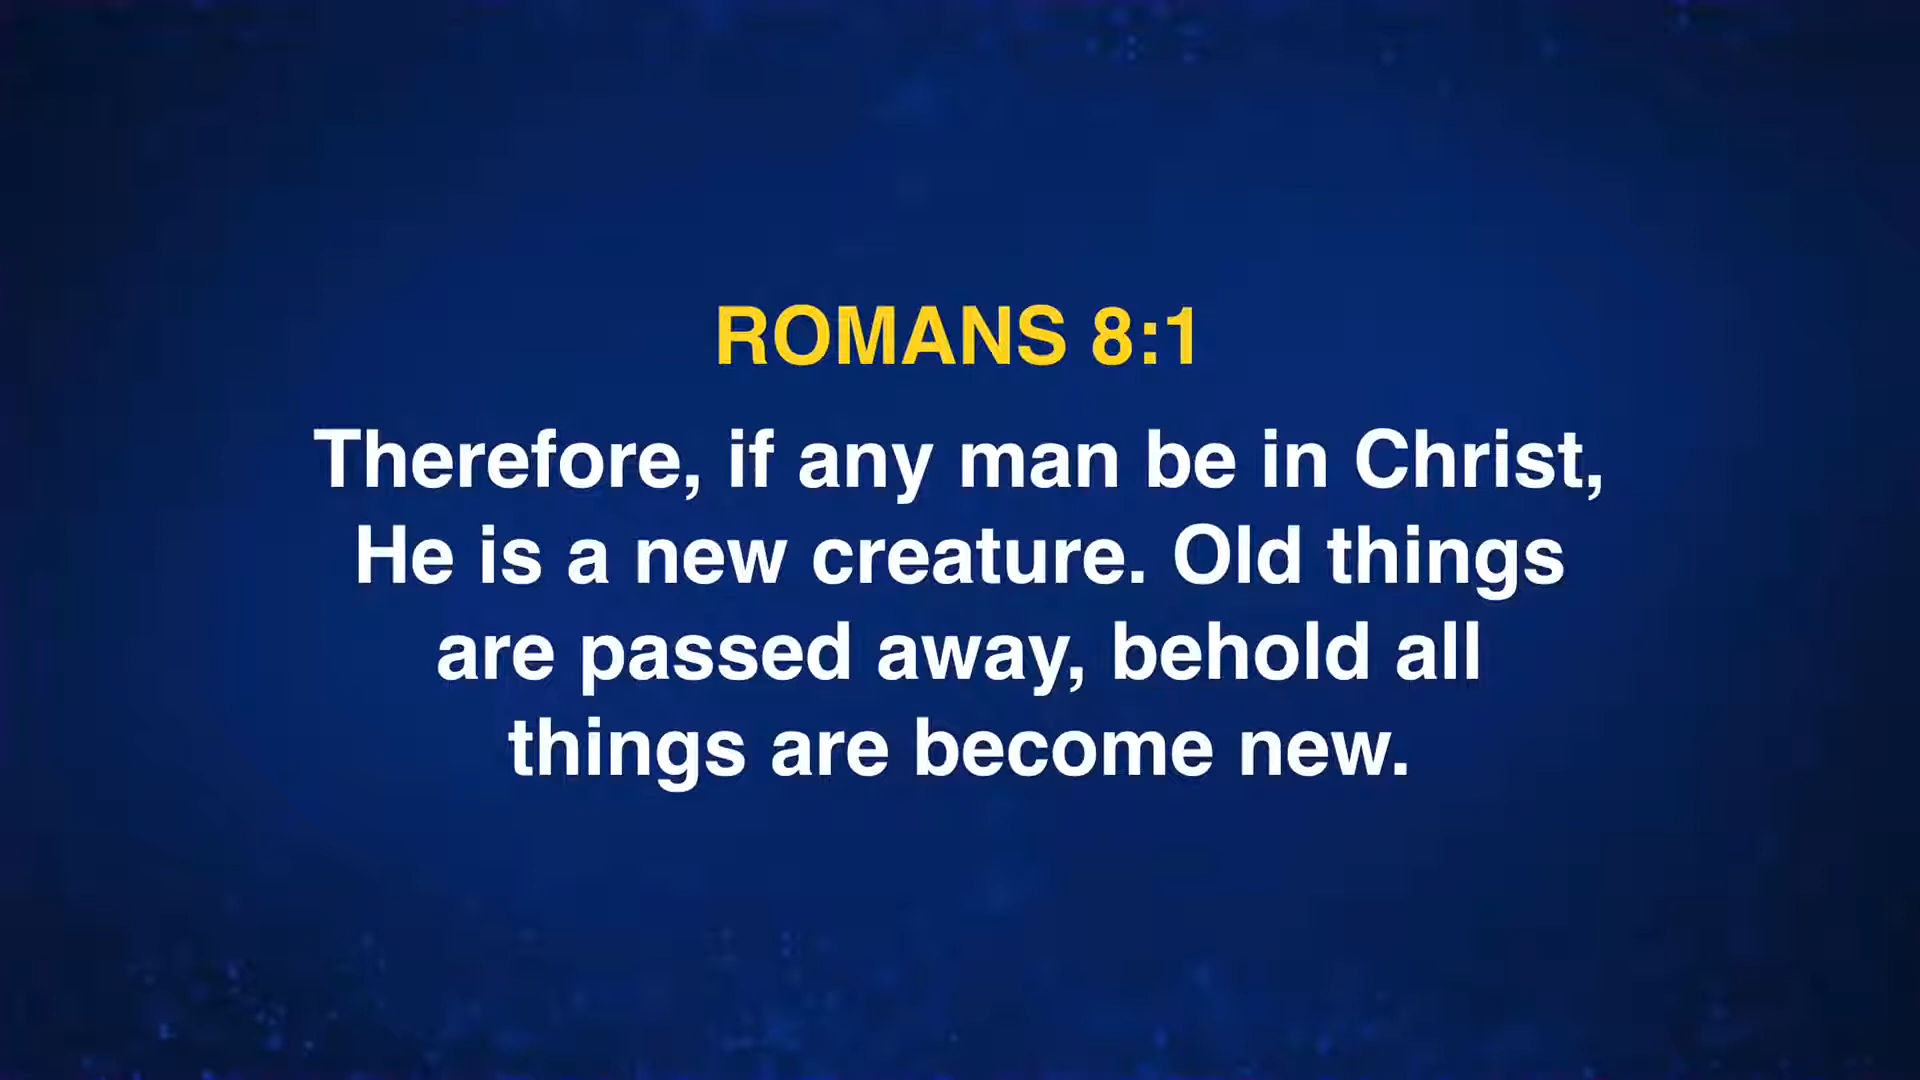 ROMANS 8:1
Therefore, if any man be in Christ,
He is a new creature. Old things
are passed away, behold all
things are become new.